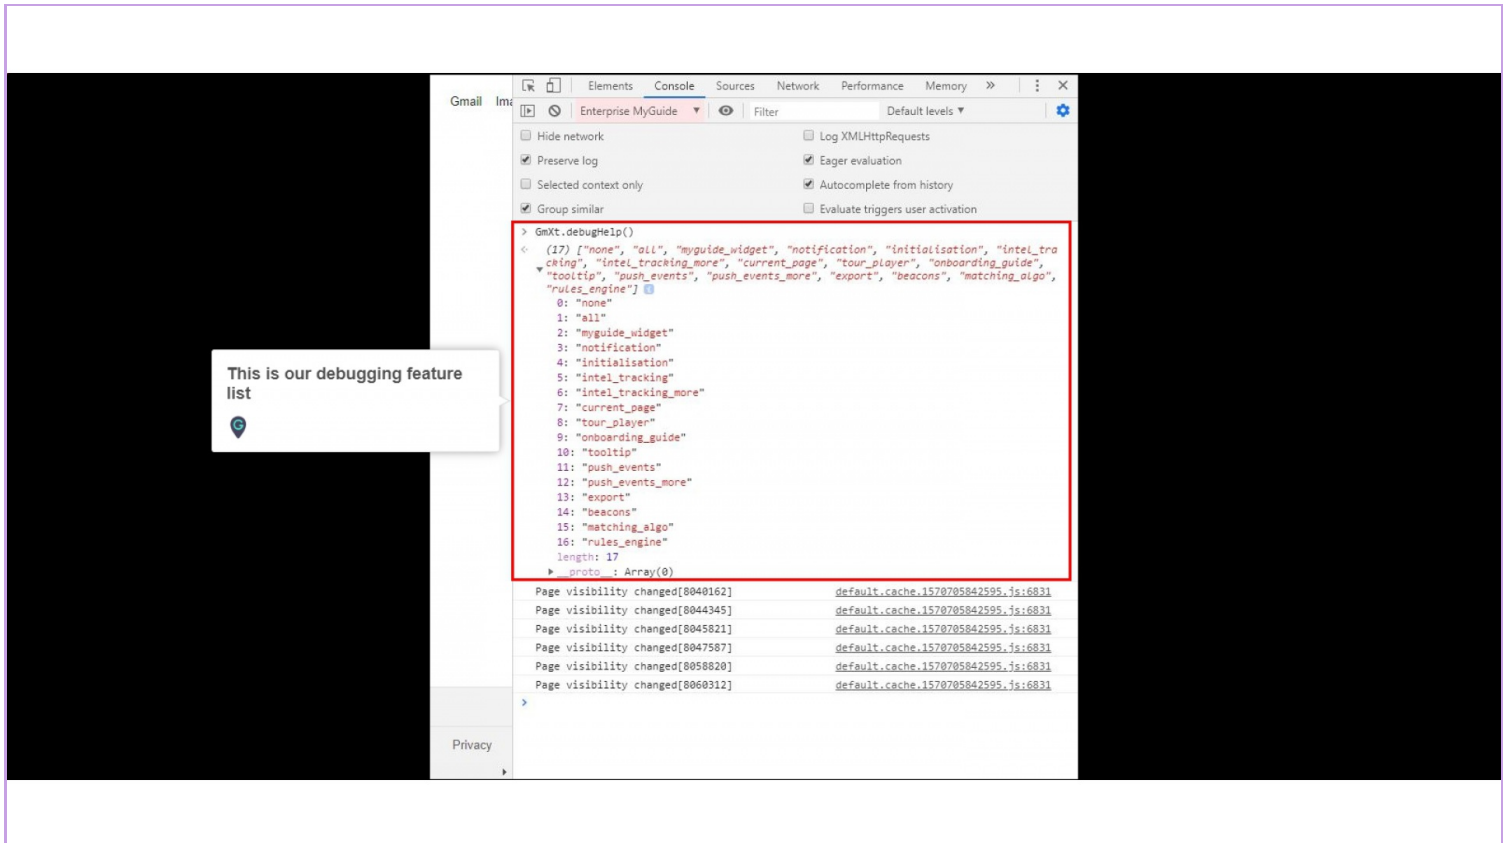 Gmail
Elements Console Sources Network Performance Memory
Enterprise MyGuide Filter Default levels
Hide network Log XMLHttpRequests
Preserve log Eager evaluation
Selected context only Autocomplete from history
Group similar Evaluate triggers user activation
> GmXt.debugHelp()
(17) ["none", "all", "myguide_widget", "notification", "initialisation", "intel_tra
cking", "intel_tracking_more", "current_page", "tour_player", "onboarding_guide",
"tooltip", "push_events", "push_events_more", "export", "beacons", "matching_algo",
"rules_engine"]
0: "none"
1: "all"
2: "myguide_widget"
3: "notification"
4: "initialisation"
5: "intel_tracking"
6: "intel_tracking_more"
7: "current_page"
8: "tour_player"
9: "onboarding_guide"
10: "tooltip"
11: "push_events"
12: "push_events_more"
13: "export"
14: "beacons"
15: "matching_algo"
16: "rules_engine"
length: 17
__proto__: Array(0)
This is our debugging feature
list
G
Page visibility changed[8040162] default.cache.1570705842595.js:6831
Page visibility changed[8044345] default.cache.1570705842595.js:6831
Page visibility changed[8045821] default.cache.1570705842595.js:6831
Page visibility changed[8047587] default.cache.1570705842595.js:6831
Page visibility changed[8058820] default.cache.1570705842595.js:6831
Page visibility changed[8060312] default.cache.1570705842595.js:6831
>
Privacy